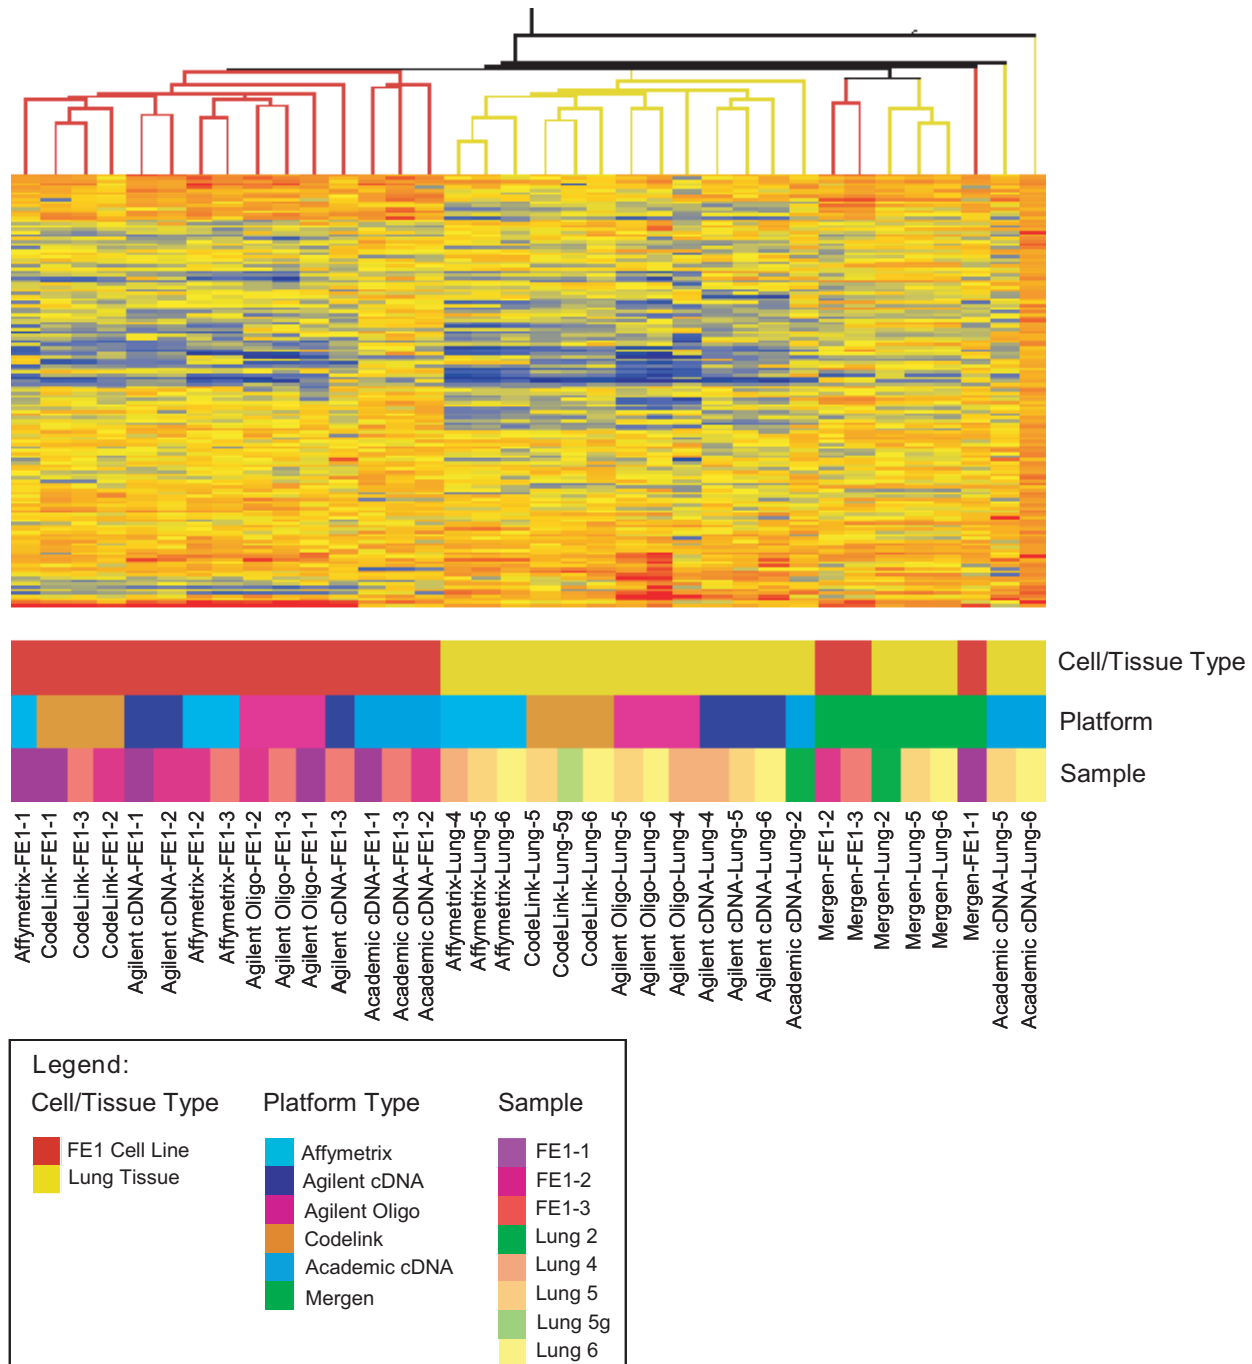 Cell/Tissue Type
Platform
Sample
Affymetrix-FE1-1
CodeLink-FE1-1
CodeLink-FE1-3
CodeLink-FE1-2
Agilent cDNA-FE1-1
Agilent cDNA-FE1-2
Affymetrix-FE1-2
Affymetrix-FE1-3
Agilent Oligo-FE1-2
Agilent Oligo-FE1-3
Agilent Oligo-FE1-1
Agilent cDNA-FE1-3
Academic cDNA-FE1-1
Academic cDNA-FE1-3
Academic cDNA-FE1-2
Affymetrix-Lung-4
Affymetrix-Lung-5
Affymetrix-Lung-6
CodeLink-Lung-5
CodeLink-Lung-5g
CodeLink-Lung-6
Agilent Oligo-Lung-5
Agilent Oligo-Lung-6
Agilent Oligo-Lung-4
Agilent cDNA-Lung-4
Agilent cDNA-Lung-5
Agilent cDNA-Lung-6
Academic cDNA-Lung-2
Mergen-FE1-2
Mergen-FE1-3
Mergen-Lung-2
Mergen-Lung-5
Mergen-Lung-6
Mergen-FE1-1
Academic cDNA-Lung-5
Academic cDNA-Lung-6
Legend:
Cell/Tissue Type
FE1 Cell Line
Lung Tissue
Platform Type
Affymetrix
Agilent cDNA
Agilent Oligo
Codelink
Academic cDNA
Mergen
Sample
FE1-1
FE1-2
FE1-3
Lung 2
Lung 4
Lung 5
Lung 5g
Lung 6